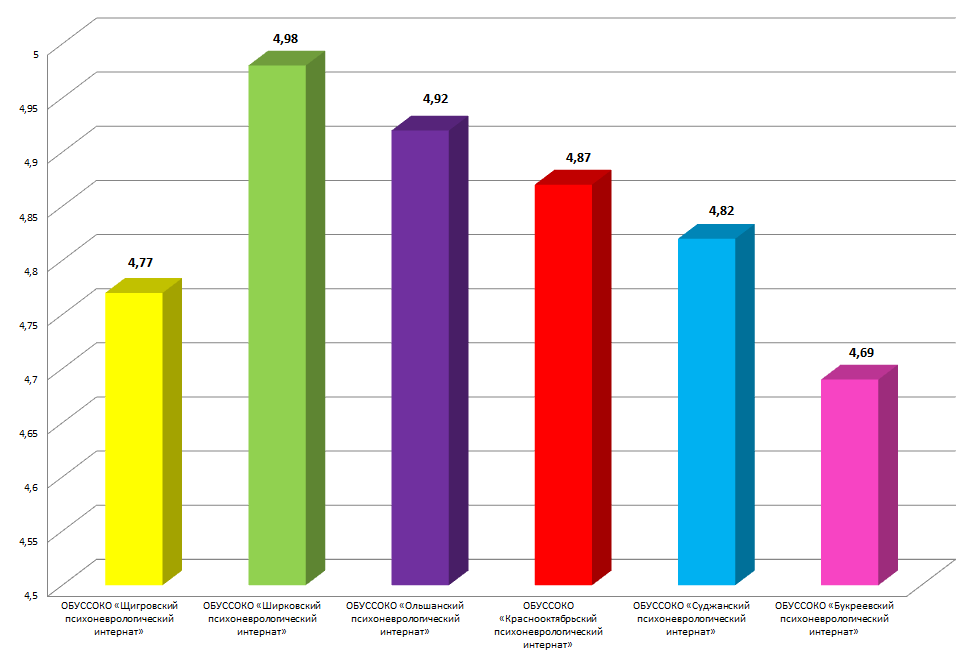 5
4,95
4,9
4,85
4,8
4,75
4,7
4,65
4,6
4,55
4,5
4,77
4,98
4,92
4,87
4,82
4,69
ОБУССОКО «Щигровский
психоневрологический
интернат»
ОБУССОКО «Ширковский
психоневрологический
интернат»
ОБУССОКО «Ольшанский
психоневрологический
интернат»
ОБУССОКО
«Краснооктябрьский
психоневрологический
интернат»
ОБУССОКО «Суджанский
психоневрологический
интернат»
ОБУССОКО «Букреевский
психоневрологический
интернат»